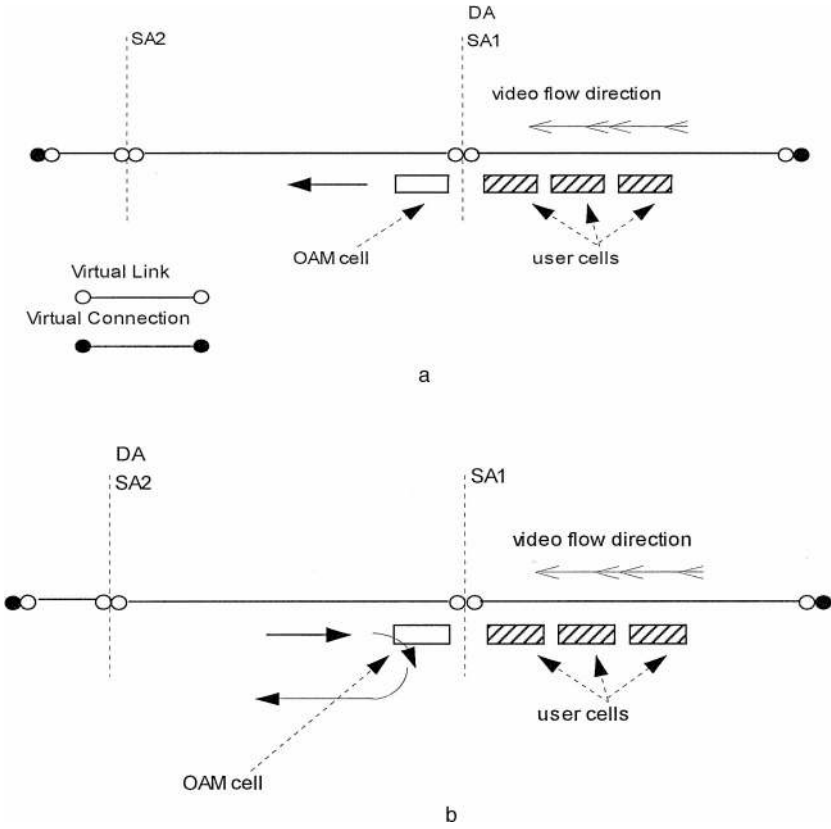 DA
SA2
SA1
video flow direction
OAM cell
user cells
Virtual Link
Virtual Connection
a
DA
SA2
SA1
video flow direction
user cells
OAM cell
b